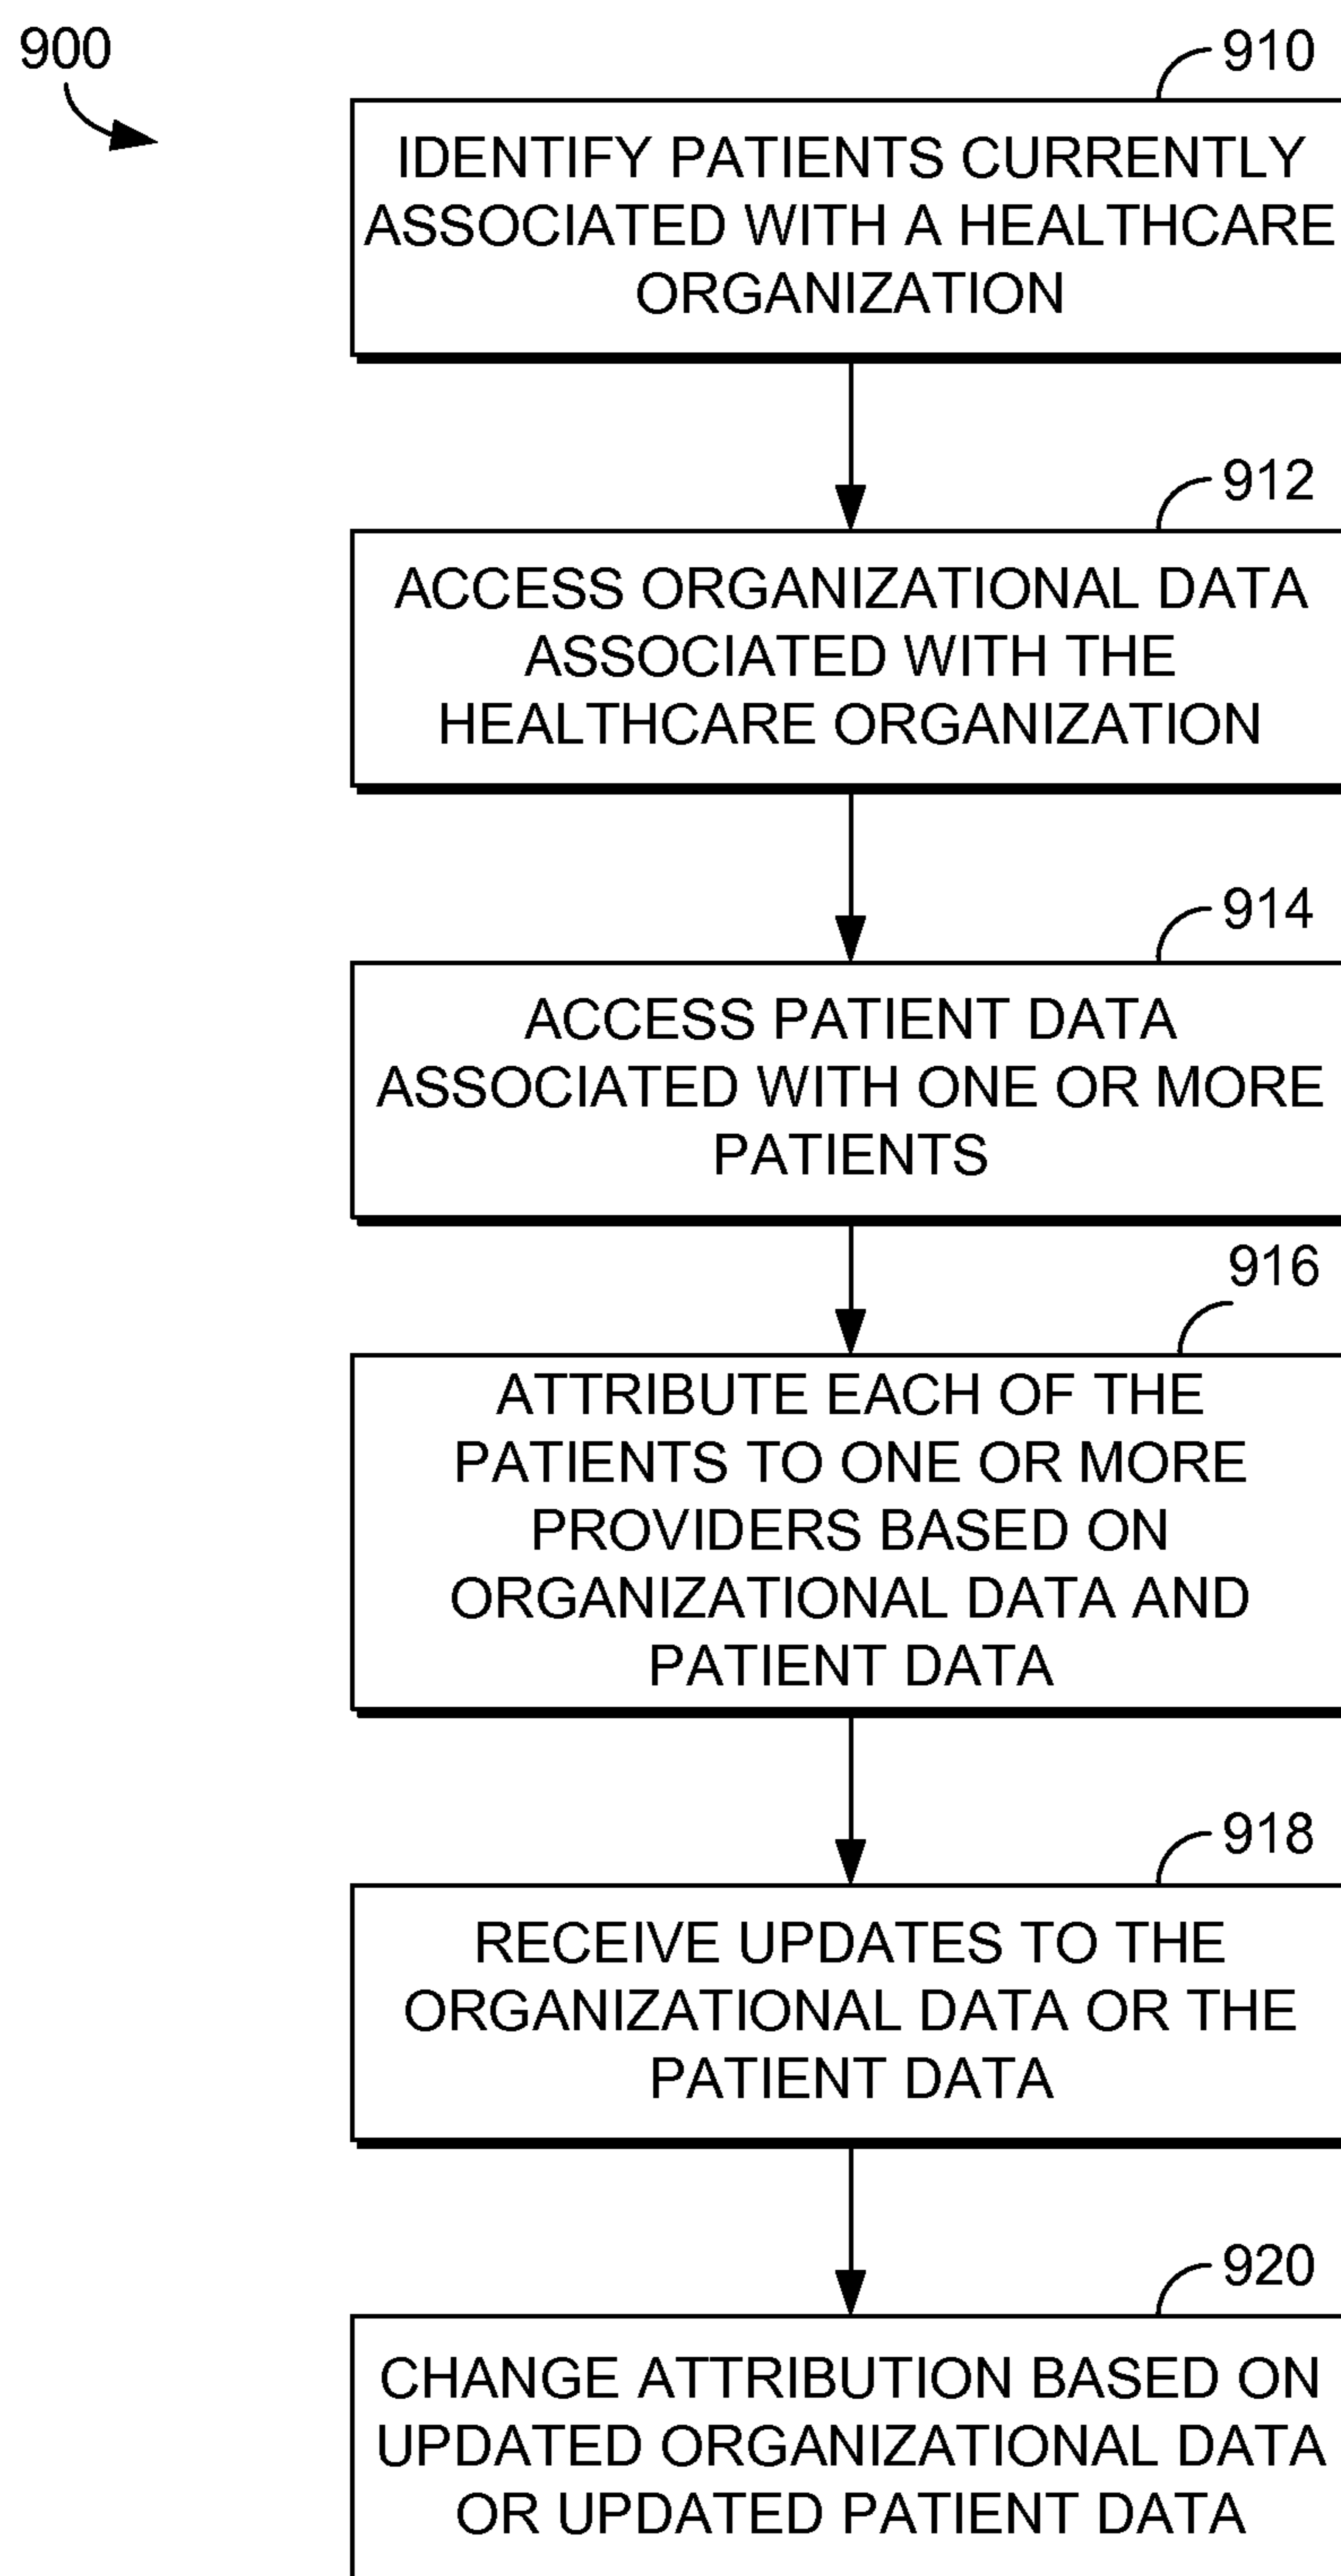 900
910
IDENTIFY PATIENTS CURRENTLY
ASSOCIATED WITH A HEALTHCARE
ORGANIZATION
912
ACCESS ORGANIZATIONAL DATA
ASSOCIATED WITH THE
HEALTHCARE ORGANIZATION
914
ACCESS PATIENT DATA
ASSOCIATED WITH ONE OR MORE
PATIENTS
916
ATTRIBUTE EACH OF THE
PATIENTS TO ONE OR MORE
PROVIDERS BASED ON
ORGANIZATIONAL DATA AND
PATIENT DATA
918
RECEIVE UPDATES TO THE
ORGANIZATIONAL DATA OR THE
PATIENT DATA
920
CHANGE ATTRIBUTION BASED ON
UPDATED ORGANIZATIONAL DATA
OR UPDATED PATIENT DATA